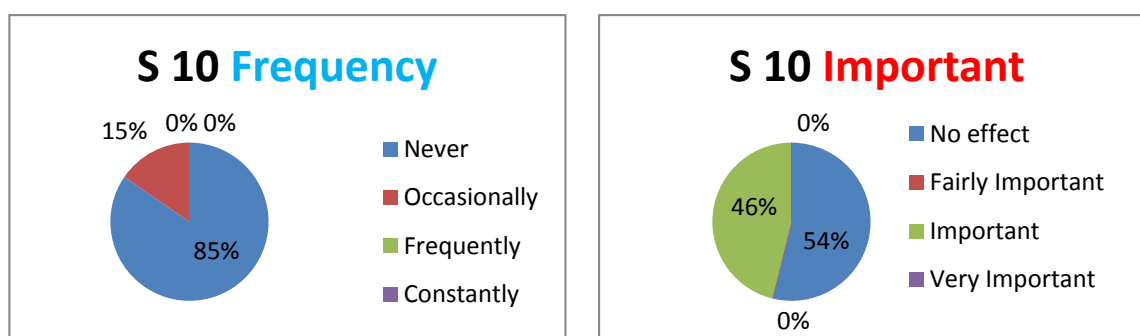 S 10 Frequency
15%
0% 0%
85%
Never
Occasionally
Frequently
Constantly
S 10 Important
0%
46%
54%
0%
No effect
Fairly Important
Important
Very Important